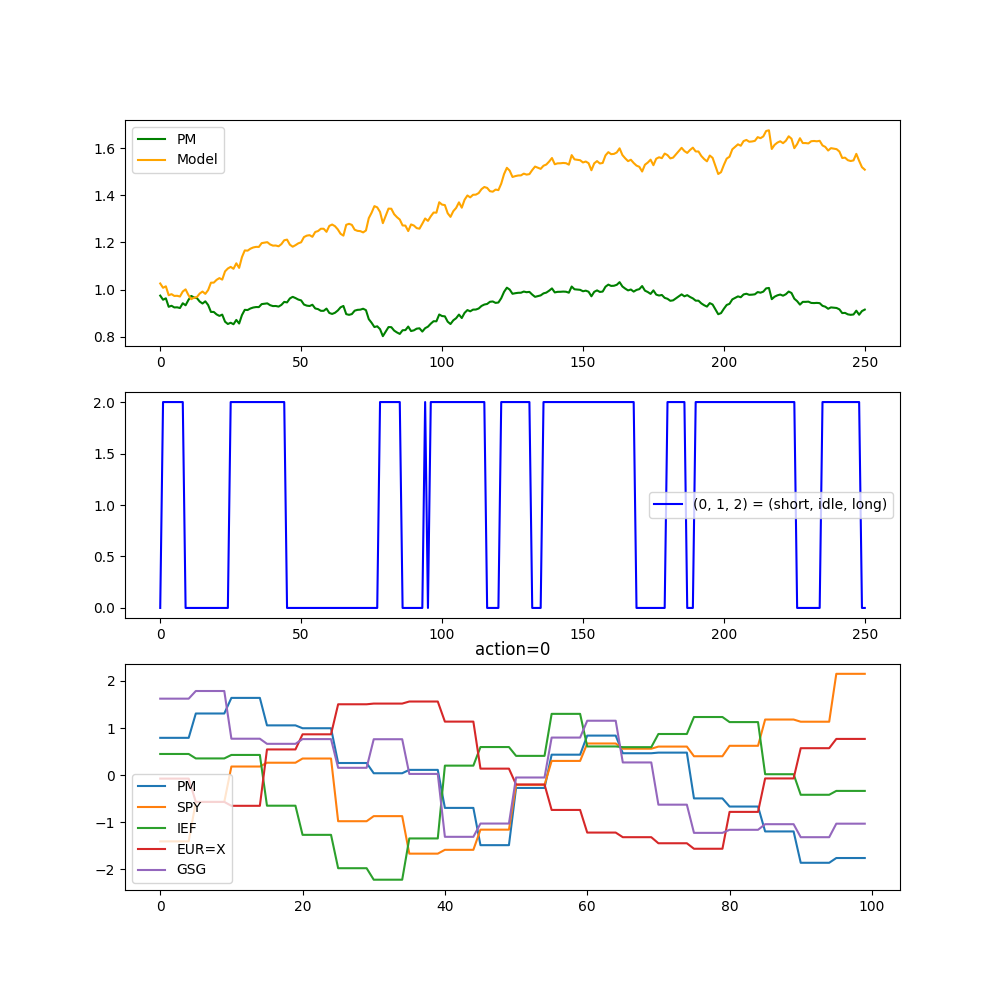 PM
Model
1.6
1.4
1.2
1.0
0.8
0 50 100 150 200 250
2.0
1.5
1.0
0.5
0.0
(0, 1, 2) = (short, idle, long)
0 50 100 150 200 250
action=0
2
1
0
−1
−2
PM
SPY
IEF
EUR=X
GSG
0 20 40 60 80 100